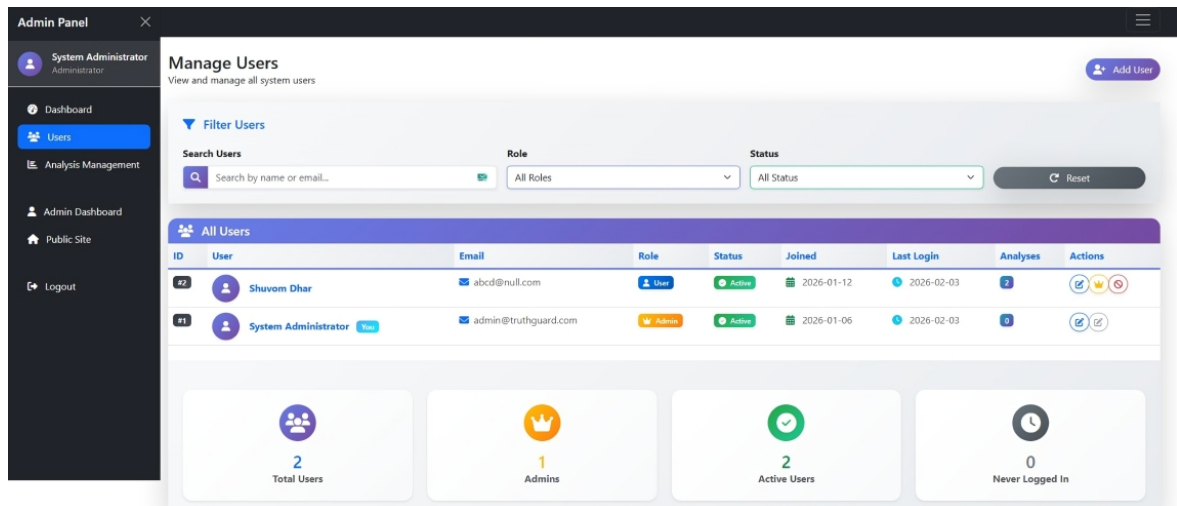 Admin Panel
System Administrator
Administrator
Dashboard
Users
Analysis Management
Admin Dashboard
Public Site
Logout
Manage Users
View and manage all system users
Add User
Filter Users
Search Users Role Status
Search by name or email... All Roles All Status Reset
All Users
ID User Email Role Status Joined Last Login Analyses Actions
#2 Shuvom Dhar abcd@null.com User Active 2026-01-12 2026-02-03 2
#1 System Administrator You admin@truthguard.com Admin Active 2026-01-06 2026-02-03 0
2 1 2 0
Total Users Admins Active Users Never Logged In